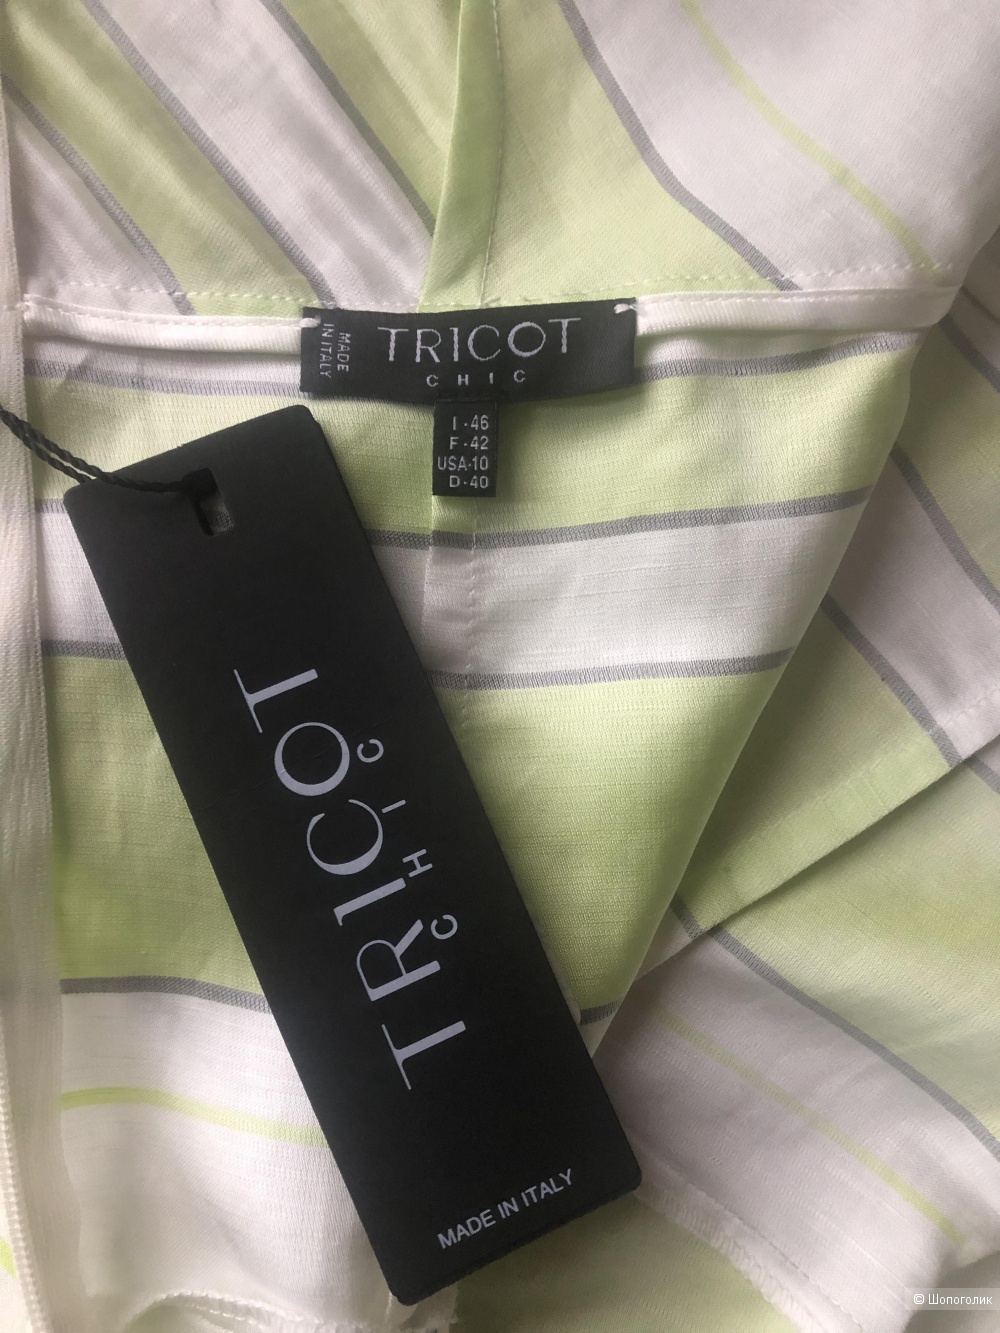 TRICOT
CHIC
MADE
IN ITALY
I-46
F-42
USA-10
D-40
TRICOT
CHIC
MADE IN ITALY
© Шопоголик